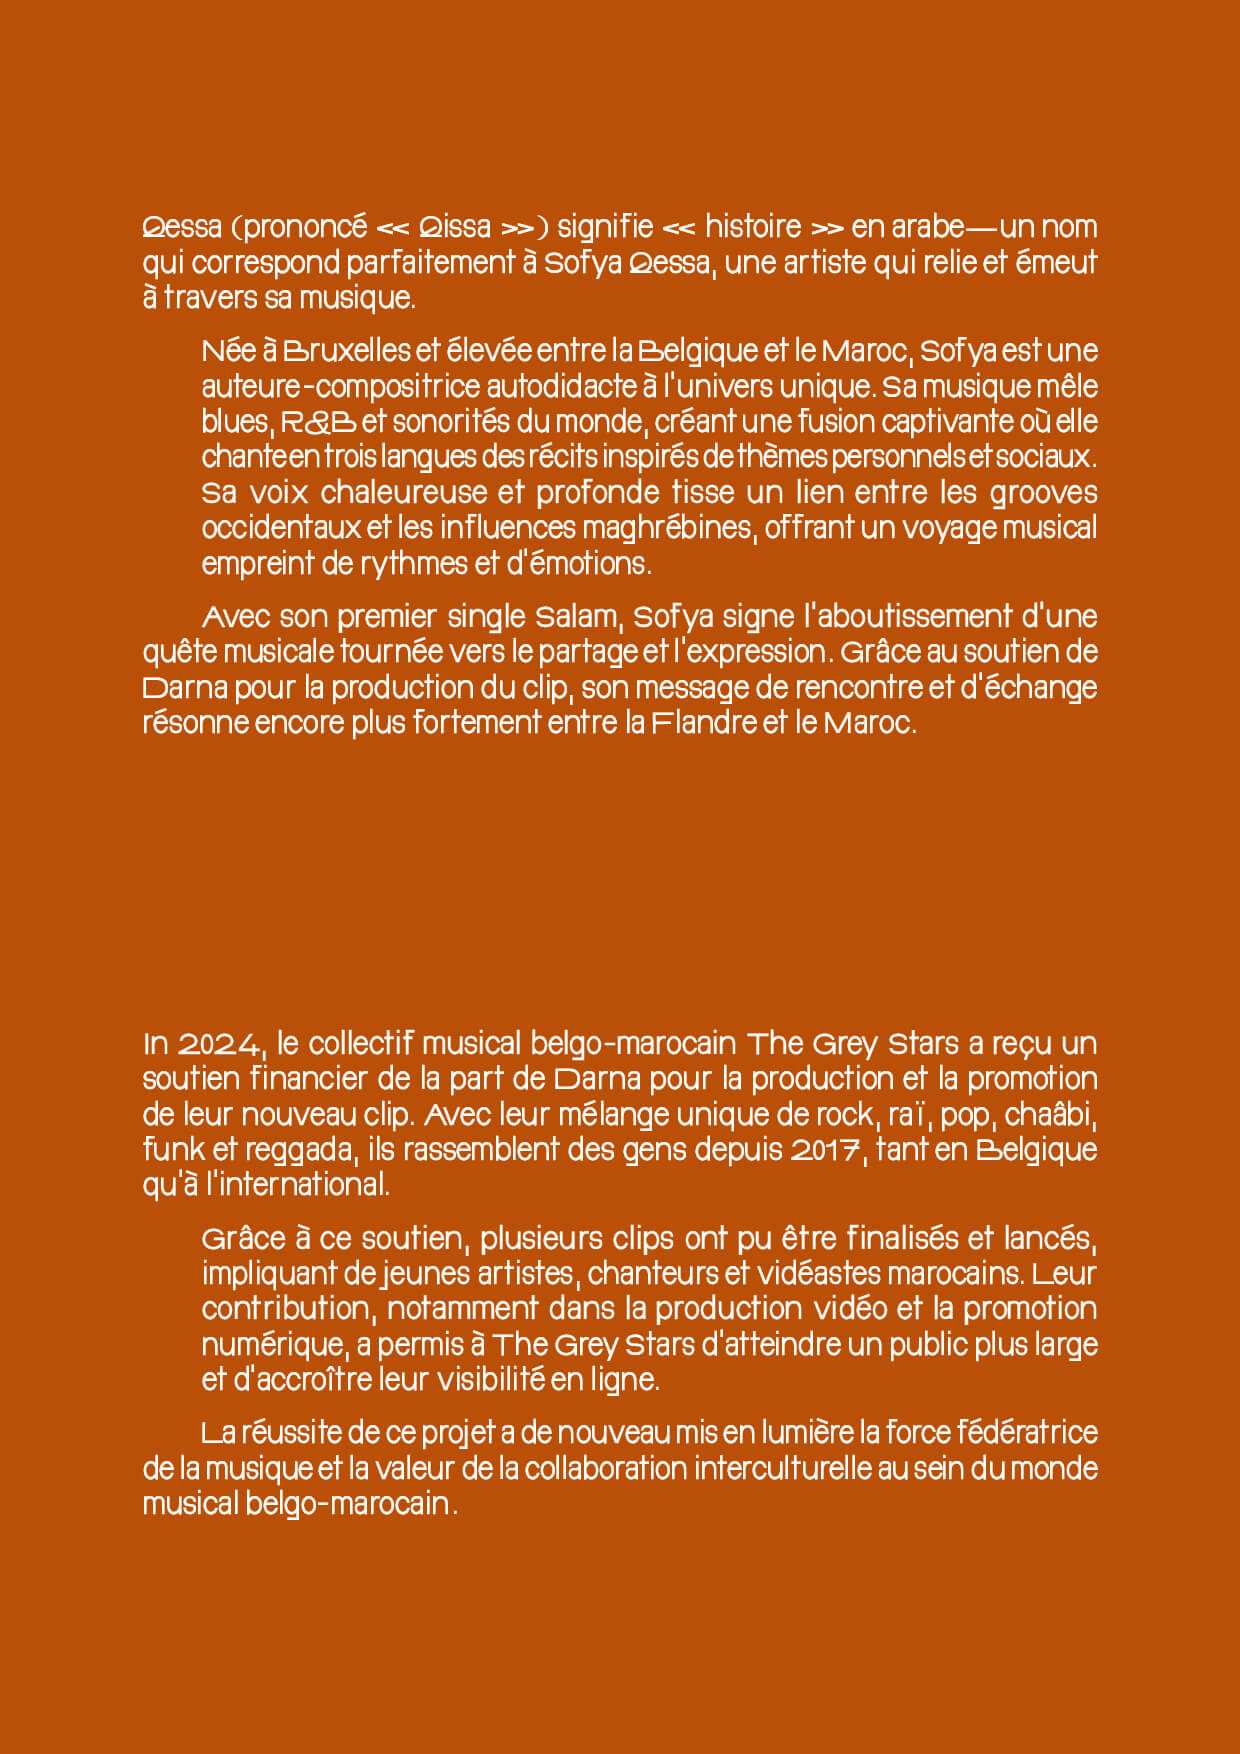 Qessa (prononcé << Qissa >>) signifie << histoire >> en arabe—un nom
qui correspond parfaitement à Sofya Qessa, une artiste qui relie et émeut
à travers sa musique.
Née à Bruxelles et élevée entre la Belgique et le Maroc, Sofya est une
auteure-compositrice autodidacte à l'univers unique. Sa musique mêle
blues, R&B et sonorités du monde, créant une fusion captivante où elle
chante en trois langues des récits inspirés de thèmes personnels et sociaux.
Sa voix chaleureuse et profonde tisse un lien entre les grooves
occidentaux et les influences maghrébines, offrant un voyage musical
empreint de rythmes et d'émotions.
Avec son premier single Salam, Sofya signe l'aboutissement d'une
quête musicale tournée vers le partage et l'expression. Grâce au soutien de
Darna pour la production du clip, son message de rencontre et d'échange
résonne encore plus fortement entre la Flandre et le Maroc.
In 2024, le collectif musical belgo-marocain The Grey Stars a reçu un
soutien financier de la part de Darna pour la production et la promotion
de leur nouveau clip. Avec leur mélange unique de rock, raï, pop, chaâbi,
funk et reggada, ils rassemblent des gens depuis 2017, tant en Belgique
qu'à l'international.
Grâce à ce soutien, plusieurs clips ont pu être finalisés et lancés,
impliquant de jeunes artistes, chanteurs et vidéastes marocains. Leur
contribution, notamment dans la production vidéo et la promotion
numérique, a permis à The Grey Stars d'atteindre un public plus large
et d'accroître leur visibilité en ligne.
La réussite de ce projet a de nouveau mis en lumière la force fédératrice
de la musique et la valeur de la collaboration interculturelle au sein du monde
musical belgo-marocain.